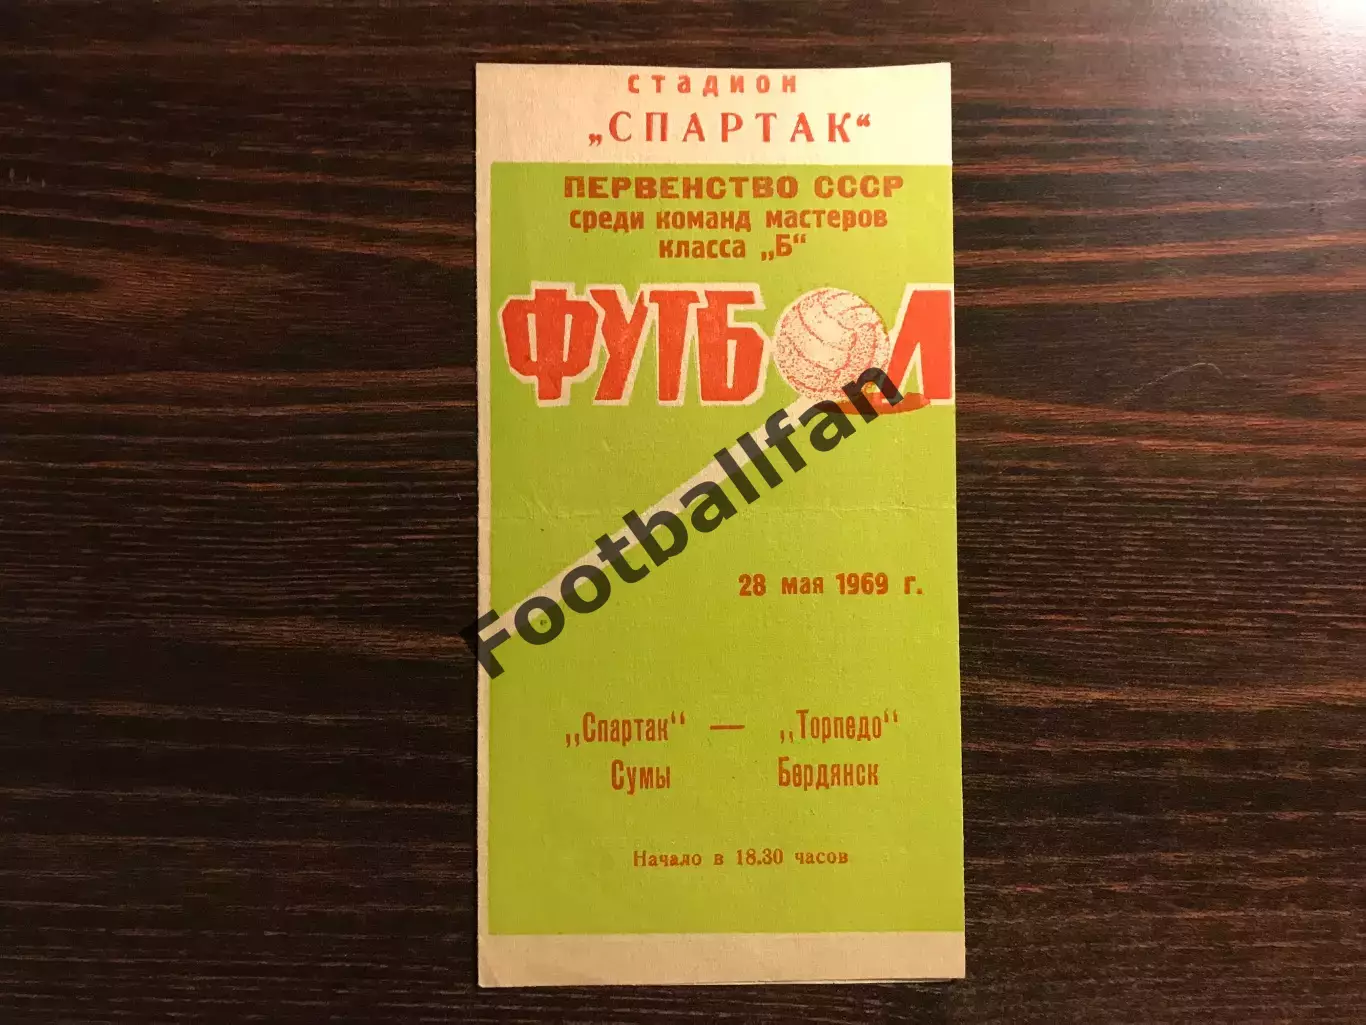 стадион
„СПАРТАК“
ПЕРВЕНСТВО СССР
среди команд мастеров
класса „Б“
ФУТБОЛ
Footballfan
28 мая 1969 г.
„Спартак“ — „Торпедо“
Сумы Бердянск
Начало в 18.30 часов